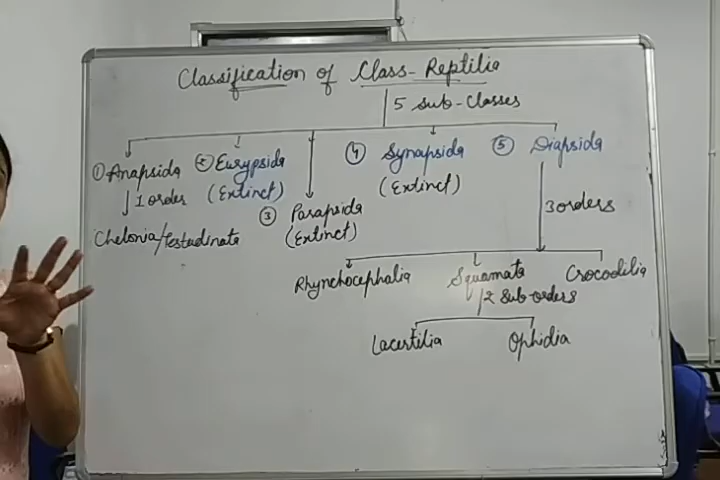 Classification of Class-Reptilia
5 sub-classes
① Anapsida
1 order
Chelonia/Testudinata
② Eurypsida
(Extinct)
③ Parapsida
(Extinct)
④ Synapsida
(Extinct)
⑤ Diapsida
3 orders
Rhynchocephalia
Squamata
Crocodilia
2 Sub-orders
Lacertilia
Ophidia